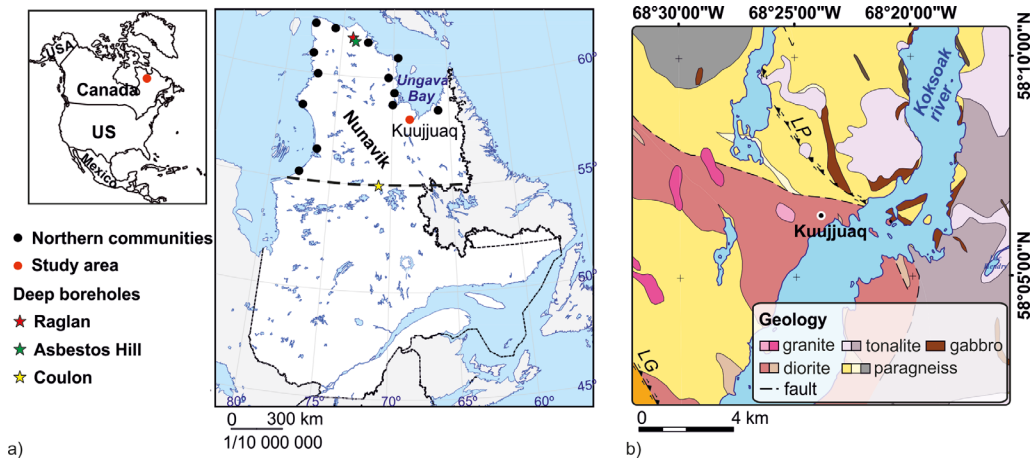 USA
Canada
US
Mexico
Northern communities
Study area
Deep boreholes
Raglan
Asbestos Hill
Coulon
a)
Ungava
Bay
Kuujjuaq
Nunavik
60°N
55°N
50°N
45°N
80°
75°
70°
65°
60°
0 300 km
1/10 000 000
68°30'00"W 68°25'00"W 68°20'00"W
58°10'00"N
58°05'00"N
Koksoak
river
LP
Kuujjuaq
LG
Geology
granite tonalite gabbro
diorite paragneiss
fault
0 4 km
b)